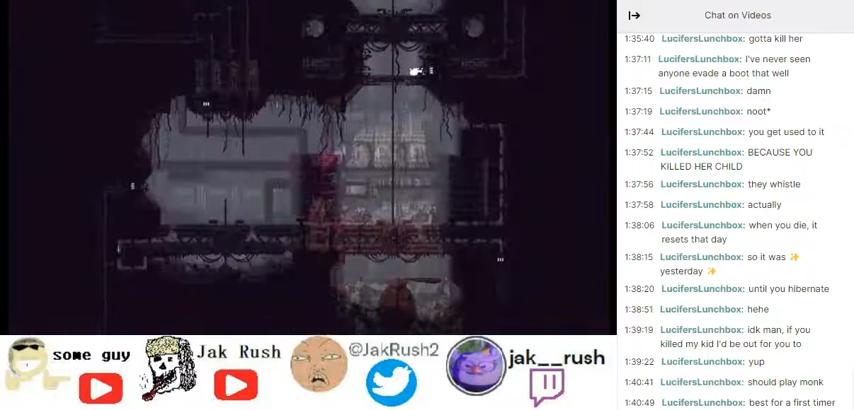 Chat on Videos
1:35:40 LucifersLunchbox: gotta kill her
1:37:11 LucifersLunchbox: I've never seen
anyone evade a boot that well
1:37:15 LucifersLunchbox: damn
1:37:19 LucifersLunchbox: noot*
1:37:44 LucifersLunchbox: you get used to it
1:37:52 LucifersLunchbox: BECAUSE YOU
KILLED HER CHILD
1:37:56 LucifersLunchbox: they whistle
1:37:58 LucifersLunchbox: actually
1:38:06 LucifersLunchbox: when you die, it
resets that day
1:38:15 LucifersLunchbox: so it was ✨
yesterday ✨
1:38:20 LucifersLunchbox: until you hibernate
1:38:51 LucifersLunchbox: hehe
1:39:19 LucifersLunchbox: idk man, if you
killed my kid I'd be out for you to
1:39:22 LucifersLunchbox: yup
1:40:41 LucifersLunchbox: should play monk
1:40:49 LucifersLunchbox: best for a first timer
some guy
Jak Rush
@JakRush2
jak__rush